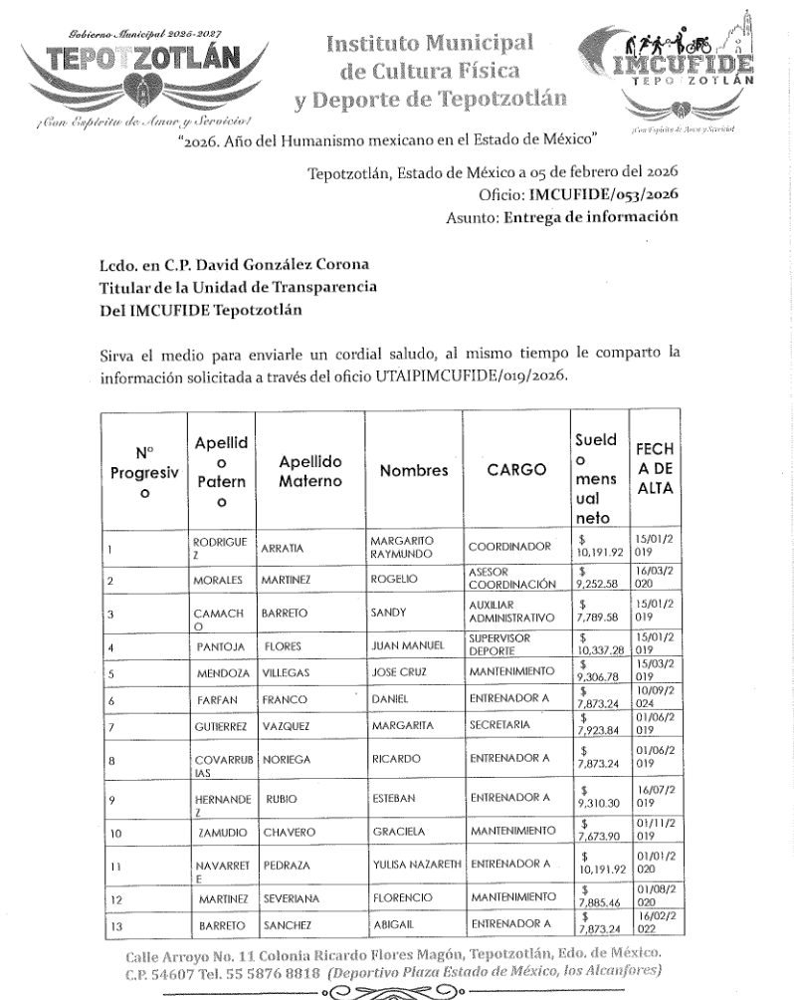 Gobierno Municipal 2025-2027
TEPOTZOTLÁN
¡Con Espíritu de Amor y Servicio!
Instituto Municipal
de Cultura Física
y Deporte de Tepotzotlán
IMCUFIDE
TEPOTZOTLÁN
¡Con Espíritu de Amor y Servicio!
"2026. Año del Humanismo mexicano en el Estado de México"
Tepotzotlán, Estado de México a 05 de febrero del 2026
Oficio: IMCUFIDE/053/2026
Asunto: Entrega de información
Lcdo. en C.P. David González Corona
Titular de la Unidad de Transparencia
Del IMCUFIDE Tepotzotlán
Sirva el medio para enviarle un cordial saludo, al mismo tiempo le comparto la
información solicitada a través del oficio UTAIPIMCUFIDE/019/2026.
N° Progresivo Apellido Paterno Apellido Materno Nombres CARGO Sueldo mensual neto FECHA DE ALTA
1 RODRIGUEZ ARRATIA MARGARITO RAYMUNDO COORDINADOR $ 10,191.92 15/01/2019
2 MORALES MARTINEZ ROGELIO ASESOR COORDINACIÓN $ 9,252.58 16/03/2020
3 CAMACHO BARRETO SANDY AUXILIAR ADMINISTRATIVO $ 7,789.58 15/01/2019
4 PANTOJA FLORES JUAN MANUEL SUPERVISOR DEPORTE $ 10,337.28 15/01/2019
5 MENDOZA VILLEGAS JOSE CRUZ MANTENIMIENTO $ 9,306.78 15/03/2019
6 FARFAN FRANCO DANIEL ENTRENADOR A $ 7,873.24 10/09/2024
7 GUTIERREZ VAZQUEZ MARGARITA SECRETARIA $ 7,923.84 01/06/2019
8 COVARRUBIAS NORIEGA RICARDO ENTRENADOR A $ 7,873.24 01/06/2019
9 HERNANDEZ RUBIO ESTEBAN ENTRENADOR A $ 9,310.30 16/07/2019
10 ZAMUDIO CHAVERO GRACIELA MANTENIMIENTO $ 7,673.90 01/11/2019
11 NAVARRETE PEDRAZA YULISA NAZARETH ENTRENADOR A $ 10,191.92 01/01/2020
12 MARTINEZ SEVERIANA FLORENCIO MANTENIMIENTO $ 7,885.46 01/08/2020
13 BARRETO SANCHEZ ABIGAIL ENTRENADOR A $ 7,873.24 16/02/2022
Calle Arroyo No. 11 Colonia Ricardo Flores Magón, Tepotzotlán, Edo. de México.
C.P. 54607 Tel. 55 5876 8818 (Deportivo Plaza Estado de México, los Alcanfores)